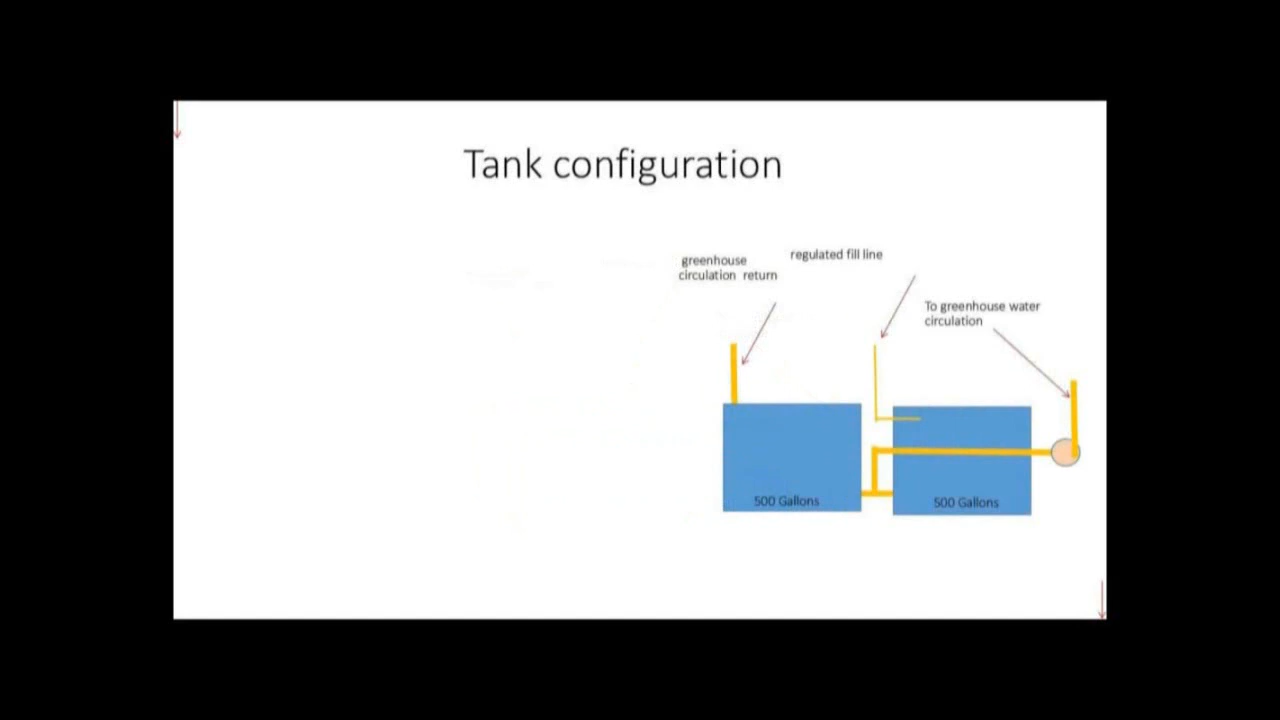 Tank configuration
greenhouse
circulation return
regulated fill line
To greenhouse water
circulation
500 Gallons
500 Gallons